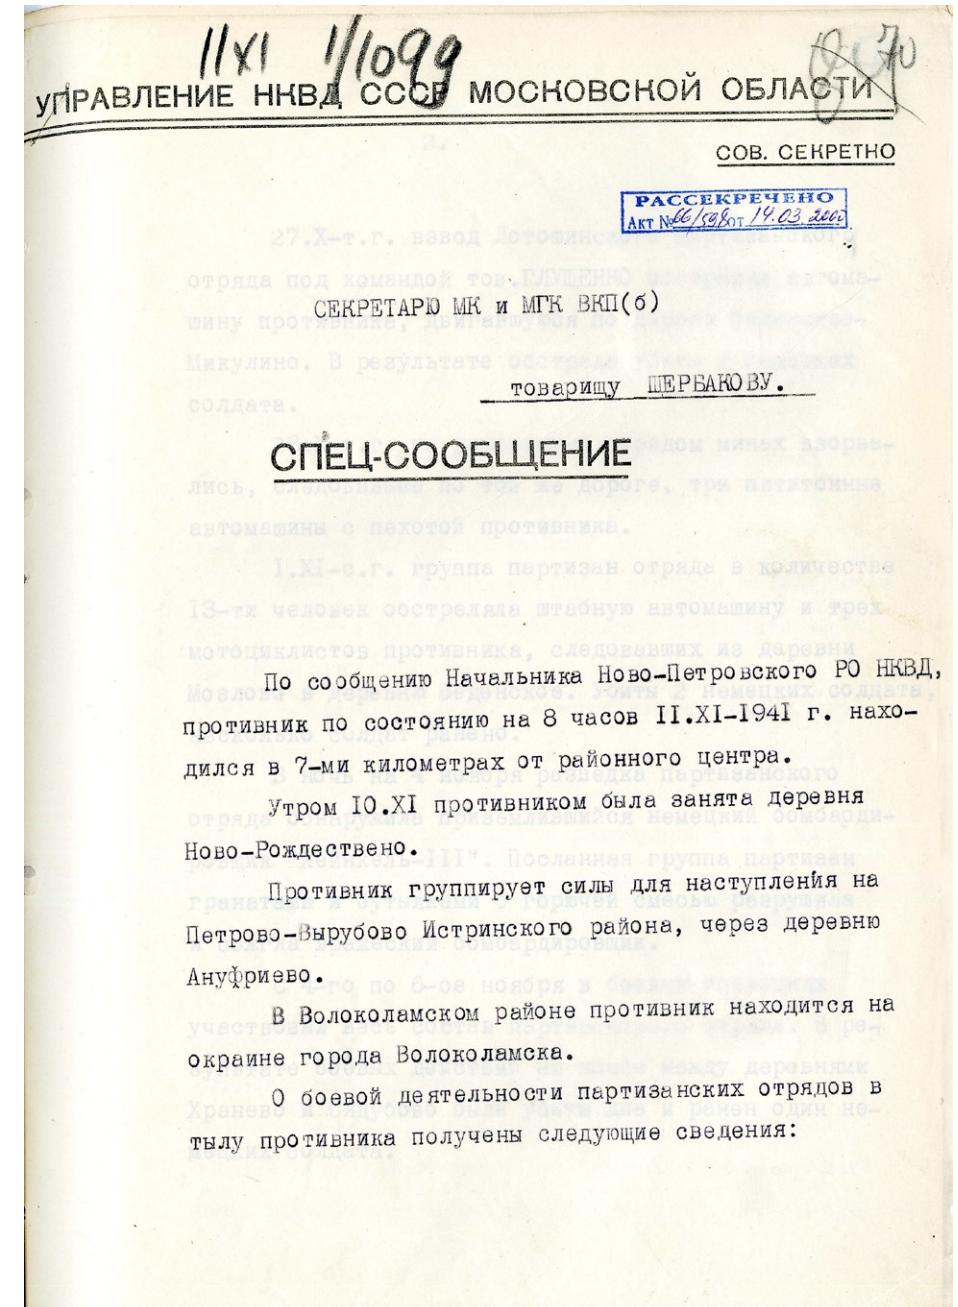 11/XI 1/1099
70
УПРАВЛЕНИЕ НКВД СССР МОСКОВСКОЙ ОБЛАСТИ
СОВ. СЕКРЕТНО
РАССЕКРЕЧЕНО
Акт № 66/598 от 14.03.2000
СЕКРЕТАРЮ МК и МГК ВКП(б)
товарищу ЩЕРБАКОВУ.
СПЕЦ-СООБЩЕНИЕ
По сообщению Начальника Ново-Петровского РО НКВД,
противник по состоянию на 8 часов II.XI-I94I г. нахо-
дился в 7-ми километрах от районного центра.
Утром IO.XI противником была занята деревня
Ново-Рождествено.
Противник группирует силы для наступления на
Петрово-Вырубово Истринского района, через деревню
Ануфриево.
В Волоколамском районе противник находится на
окраине города Волоколамска.
О боевой деятельности партизанских отрядов в
тылу противника получены следующие сведения: